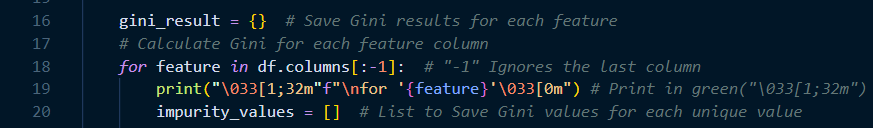 16 gini_result = {}  # Save Gini results for each feature
17 # Calculate Gini for each feature column
18 for feature in df.columns[:-1]:  # "-1" Ignores the last column
19     print("\033[1;32m"f"\nfor '{feature}'\033[0m") # Print in green("\033[1;32m")
20     impurity_values = []  # List to Save Gini values for each unique value